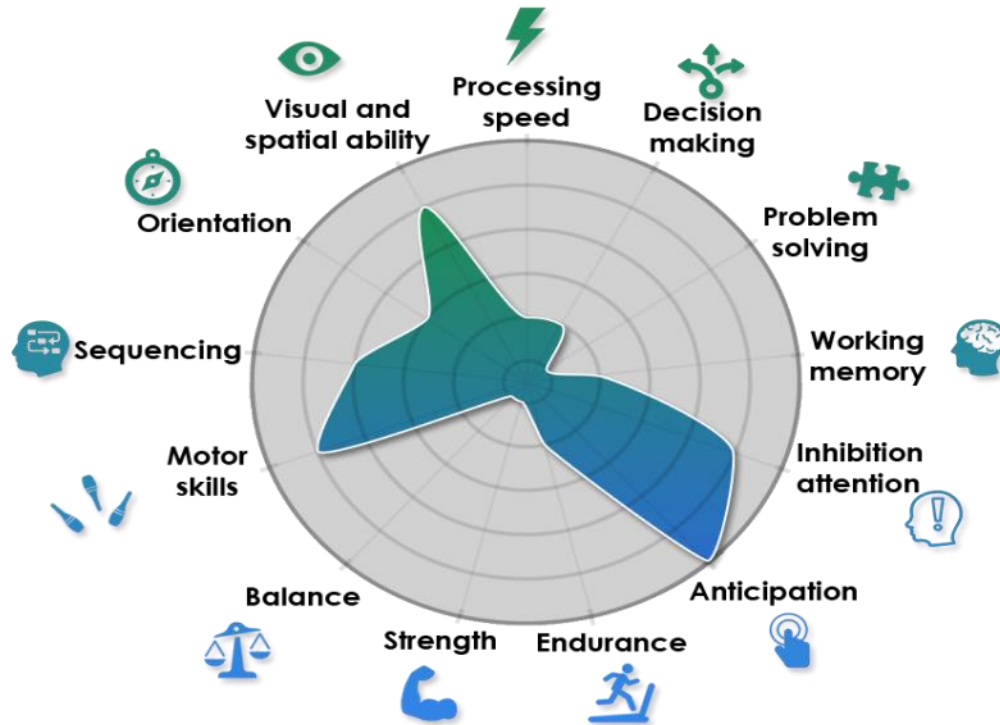 Processing
speed
Decision
making
Problem
solving
Working
memory
Inhibition
attention
Anticipation
Endurance
Strength
Balance
Motor
skills
Sequencing
Orientation
Visual and
spatial ability